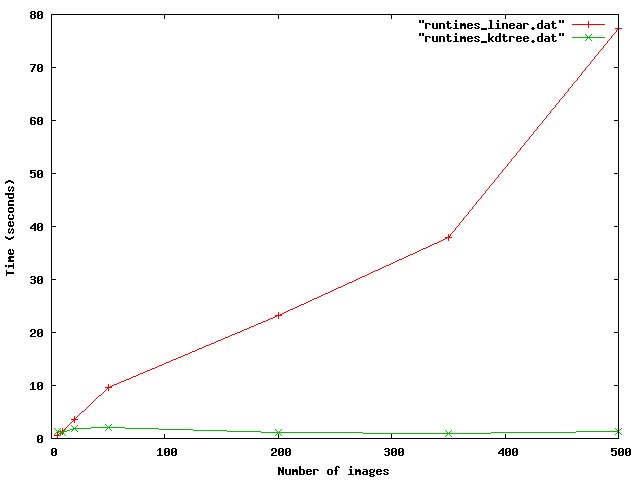 80
"runtimes_linear.dat"
"runtimes_kdtree.dat"
70
60
50
40
30
20
10
0
Time (seconds)
0 100 200 300 400 500
Number of images